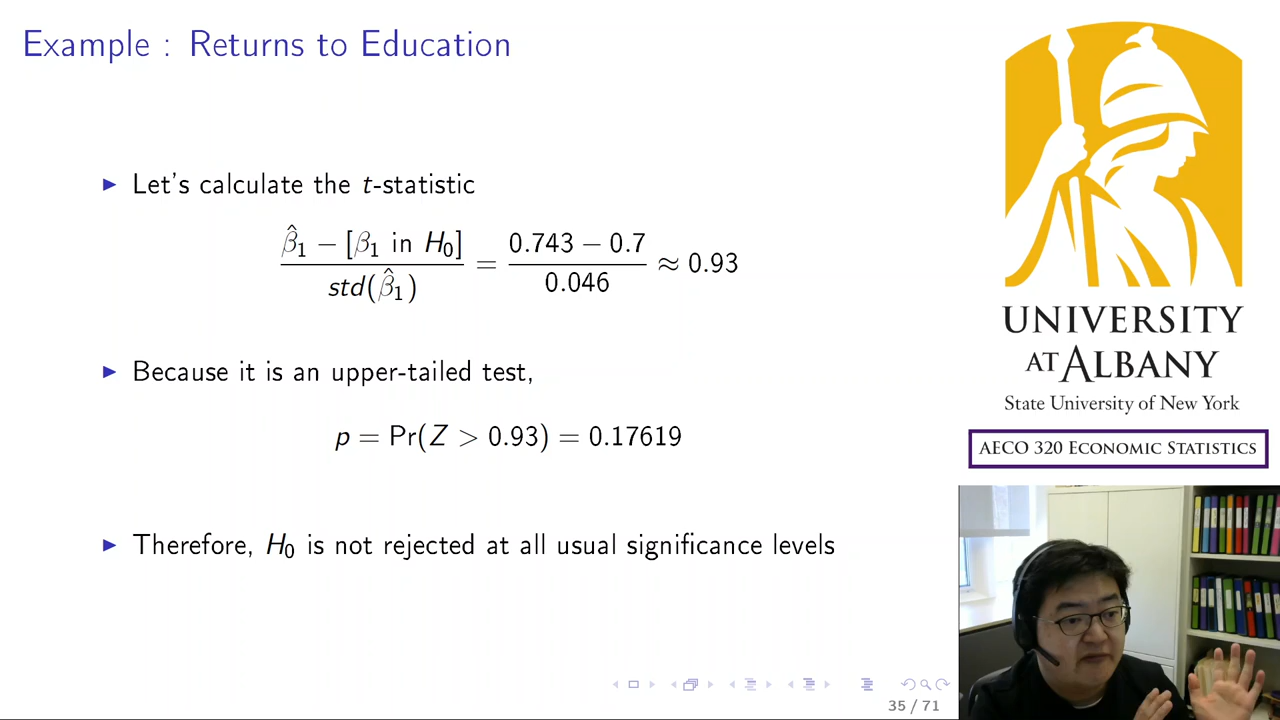 Example : Returns to Education
▶ Let's calculate the t-statistic
β̂₁ − [β₁ in H₀] / std(β̂₁) = 0.743 − 0.7 / 0.046 ≈ 0.93
▶ Because it is an upper-tailed test,
p = Pr(Z > 0.93) = 0.17619
▶ Therefore, H₀ is not rejected at all usual significance levels
35 / 71
UNIVERSITY
AT ALBANY
State University of New York
AECO 320 ECONOMIC STATISTICS